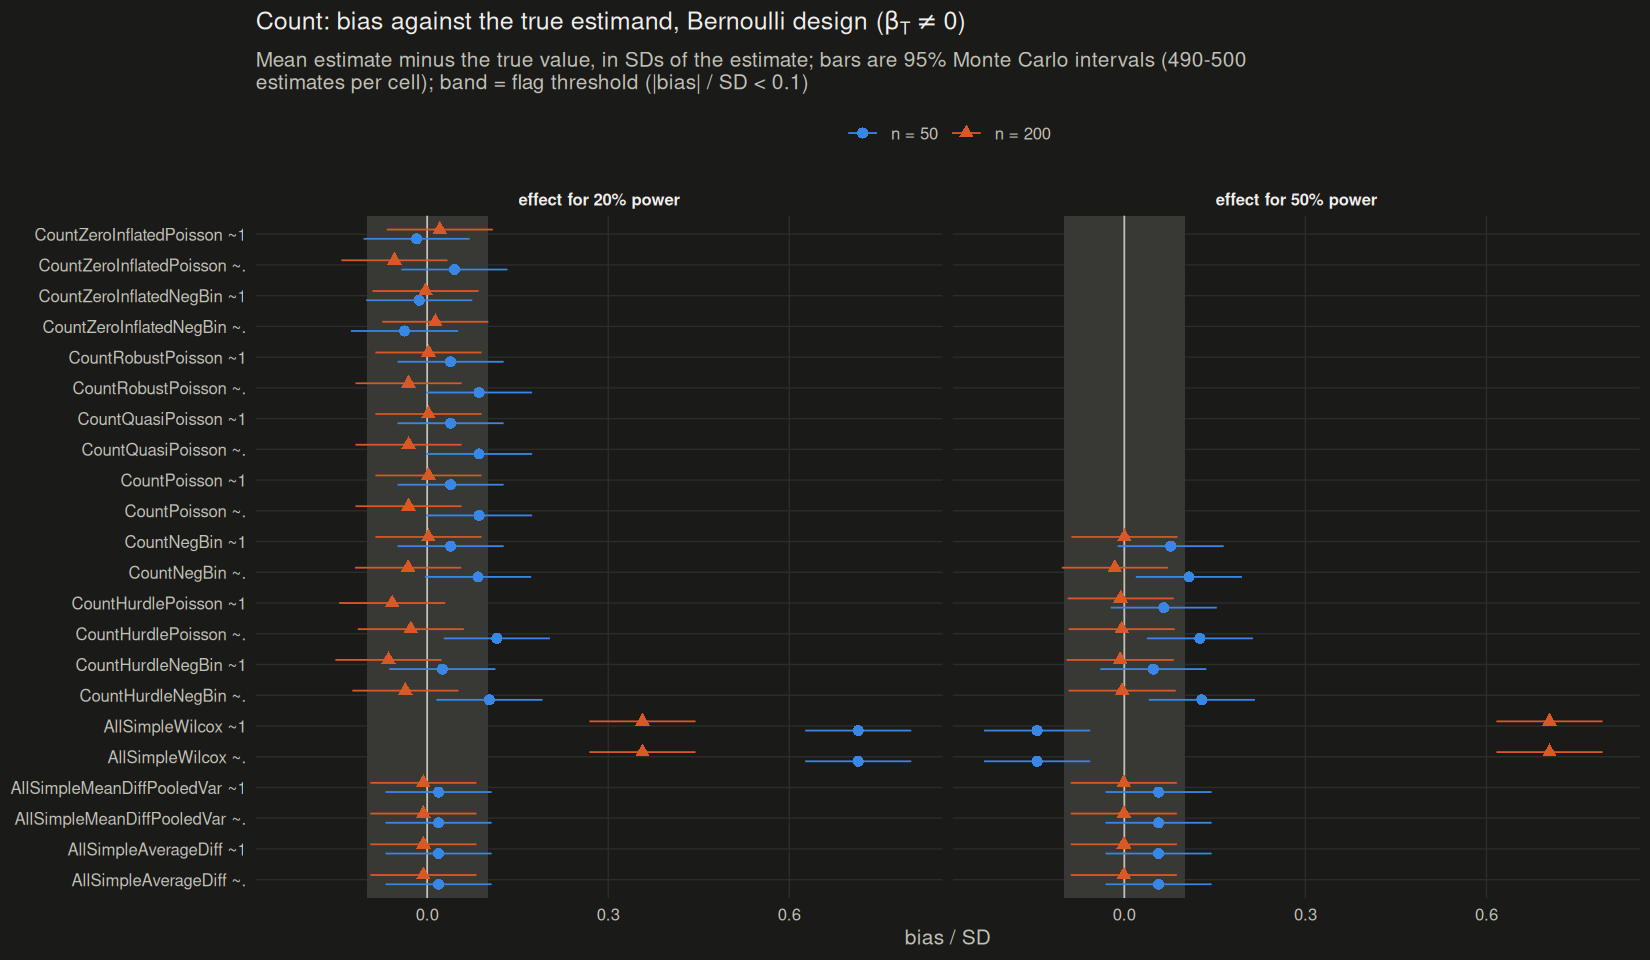 Count: bias against the true estimand, Bernoulli design (βT ≠ 0)
Mean estimate minus the true value, in SDs of the estimate; bars are 95% Monte Carlo intervals (490-500
estimates per cell); band = flag threshold (|bias| / SD < 0.1)
n = 50 n = 200
effect for 20% power effect for 50% power
CountZeroInflatedPoisson ~1
CountZeroInflatedPoisson ~.
CountZeroInflatedNegBin ~1
CountZeroInflatedNegBin ~.
CountRobustPoisson ~1
CountRobustPoisson ~.
CountQuasiPoisson ~1
CountQuasiPoisson ~.
CountPoisson ~1
CountPoisson ~.
CountNegBin ~1
CountNegBin ~.
CountHurdlePoisson ~1
CountHurdlePoisson ~.
CountHurdleNegBin ~1
CountHurdleNegBin ~.
AllSimpleWilcox ~1
AllSimpleWilcox ~.
AllSimpleMeanDiffPooledVar ~1
AllSimpleMeanDiffPooledVar ~.
AllSimpleAverageDiff ~1
AllSimpleAverageDiff ~.
0.0 0.3 0.6 0.0 0.3 0.6
bias / SD